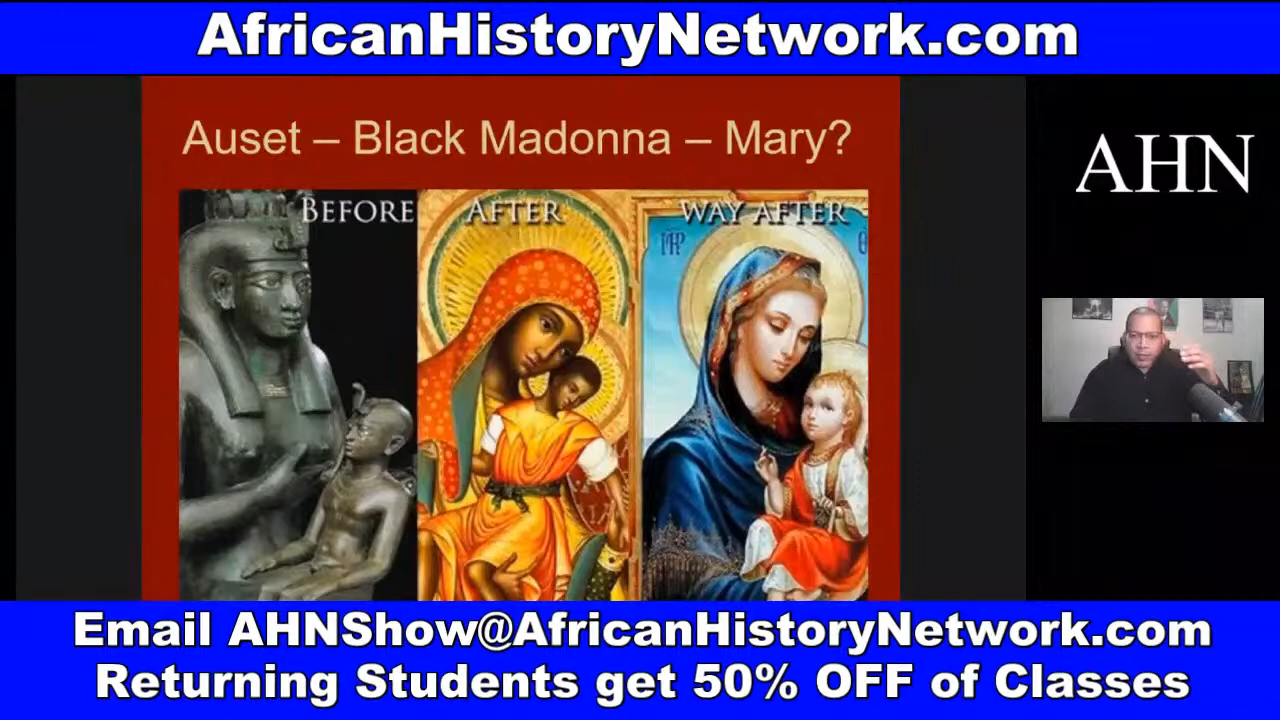 AfricanHistoryNetwork.com
Auset – Black Madonna – Mary?
BEFORE
AFTER
WAY AFTER
AHN
Email AHNShow@AfricanHistoryNetwork.com
Returning Students get 50% OFF of Classes